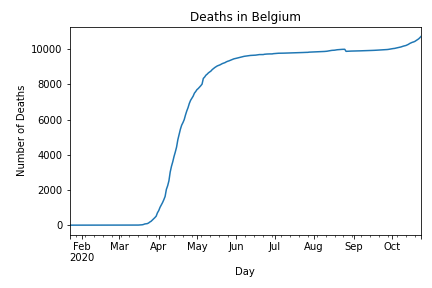 Deaths in Belgium
Number of Deaths
10000
8000
6000
4000
2000
0
Feb Mar Apr May Jun Jul Aug Sep Oct
2020
Day